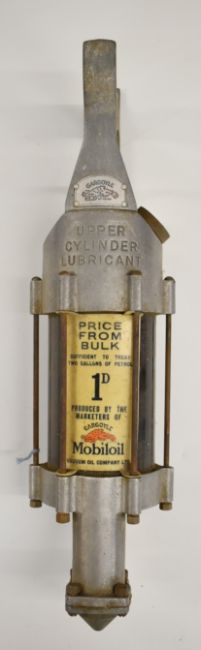 GARGOYLE
UPPER
CYLINDER
LUBRICANT
PRICE
FROM
BULK
SUFFICIENT TO TREAT
TWO GALLONS OF PETROL
1D
PRODUCED BY THE
MARKETERS OF
GARGOYLE
Mobiloil
VACUUM OIL COMPANY LTD